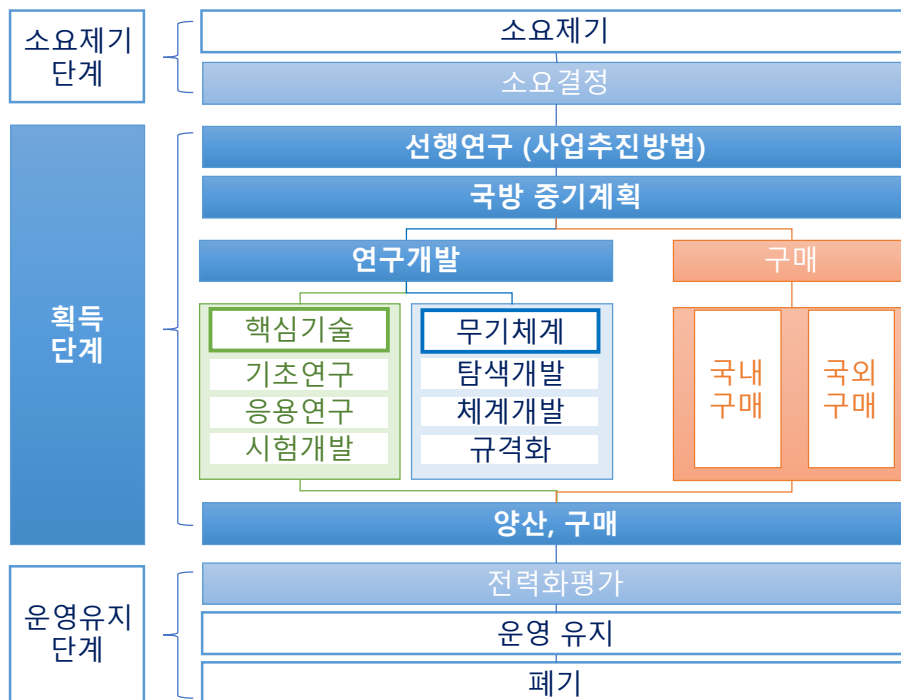 소요제기
단계
소요제기
소요결정
획득
단계
선행연구 (사업추진방법)
국방 중기계획
연구개발
구매
핵심기술
기초연구
응용연구
시험개발
무기체계
탐색개발
체계개발
규격화
국내
구매
국외
구매
양산, 구매
운영유지
단계
전력화평가
운영 유지
폐기